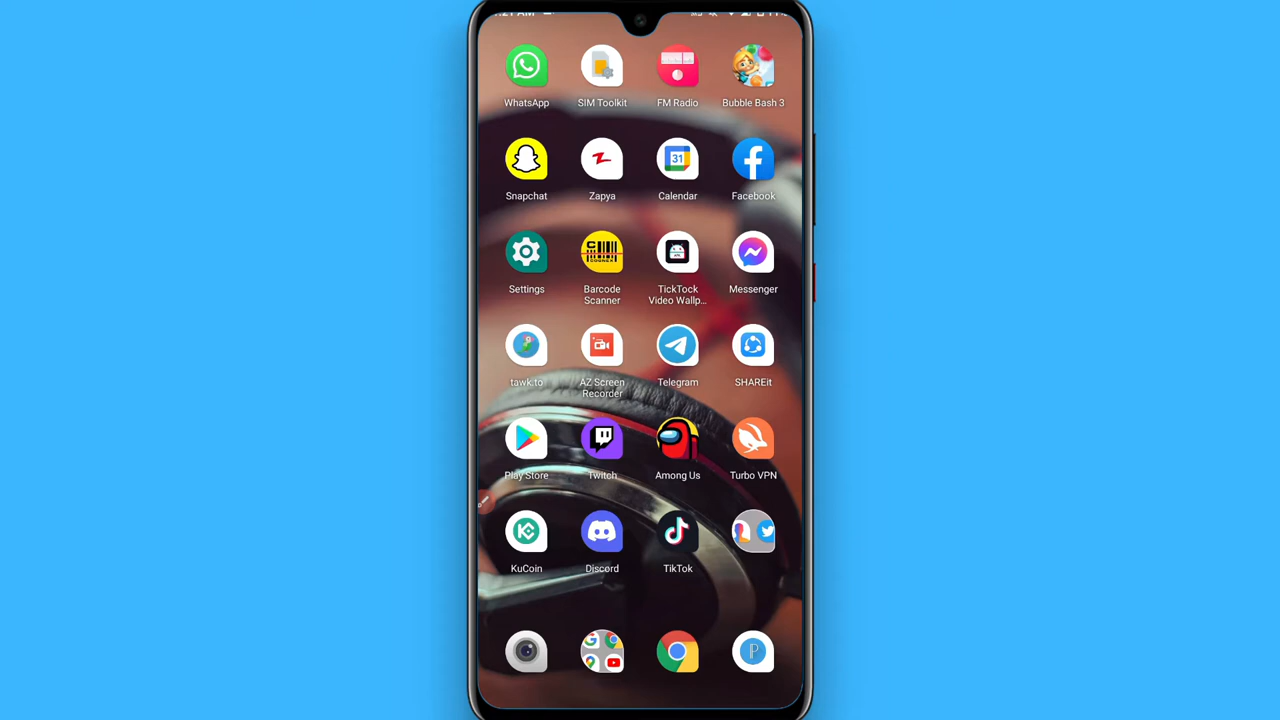 WhatsApp SIM Toolkit FM Radio Bubble Bash 3
31
Snapchat Zapya Calendar Facebook
Settings Barcode Scanner TickTock Video Wallp... Messenger
tawk.to AZ Screen Recorder Telegram SHAREit
Play Store Twitch Among Us Turbo VPN
KuCoin Discord TikTok